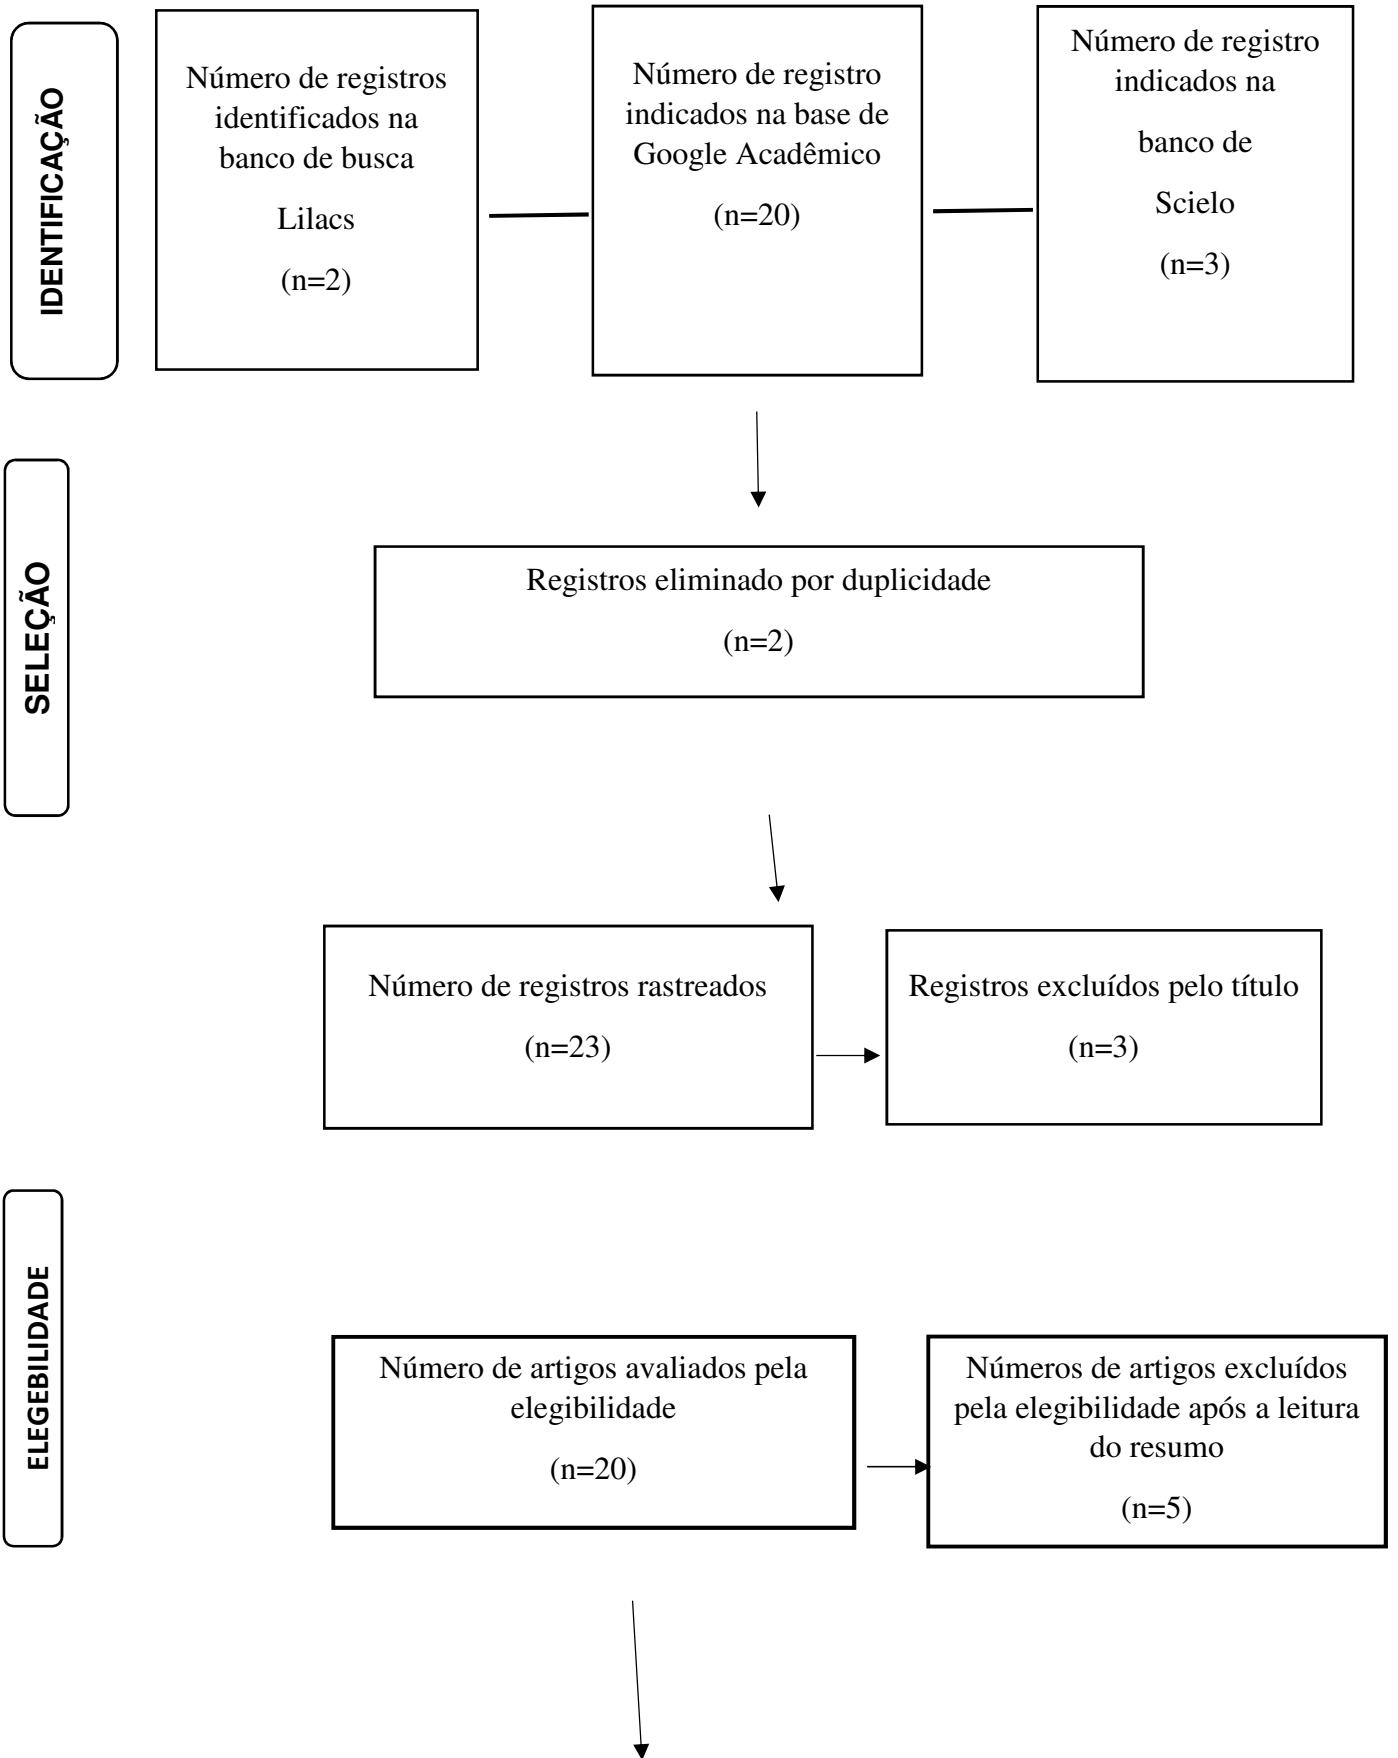 IDENTIFICAÇÃO
Número de registros
identificados na
banco de busca
Lilacs
(n=2)
Número de registro
indicados na base de
Google Acadêmico
(n=20)
Número de registro
indicados na
banco de
Scielo
(n=3)
SELEÇÃO
Registros eliminado por duplicidade
(n=2)
Número de registros rastreados
(n=23)
Registros excluídos pelo título
(n=3)
ELEGEBILIDADE
Número de artigos avaliados pela
elegibilidade
(n=20)
Números de artigos excluídos
pela elegibilidade após a leitura
do resumo
(n=5)